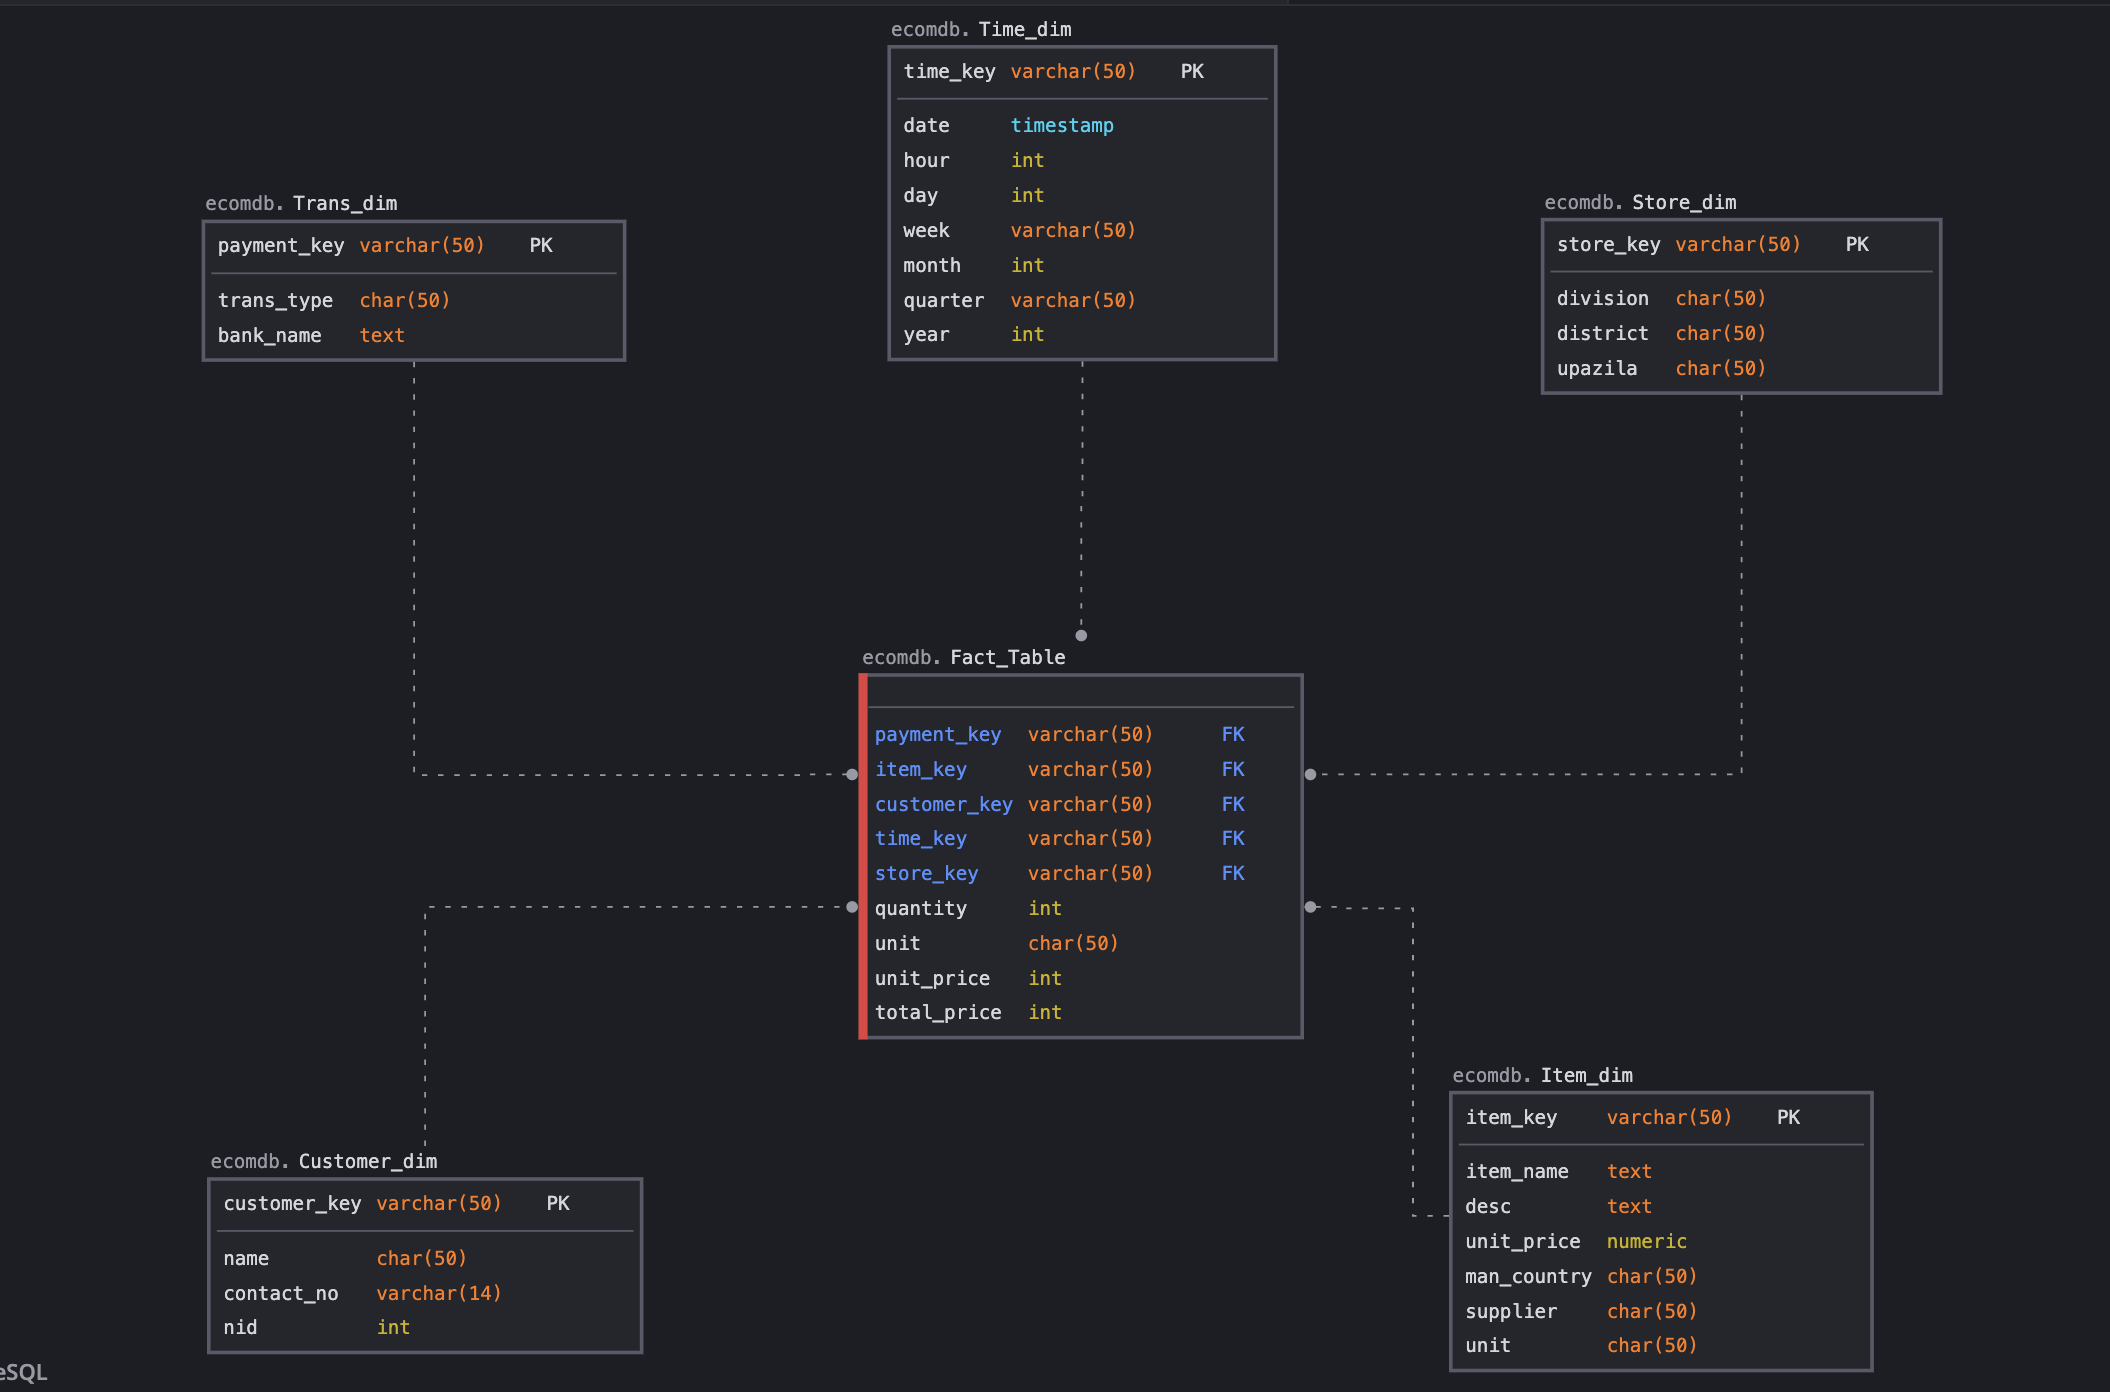 ecomdb. Time_dim
time_key varchar(50) PK
date timestamp
hour int
day int
week varchar(50)
month int
quarter varchar(50)
year int
ecomdb. Trans_dim
payment_key varchar(50) PK
trans_type char(50)
bank_name text
ecomdb. Store_dim
store_key varchar(50) PK
division char(50)
district char(50)
upazila char(50)
ecomdb. Fact_Table
payment_key varchar(50) FK
item_key varchar(50) FK
customer_key varchar(50) FK
time_key varchar(50) FK
store_key varchar(50) FK
quantity int
unit char(50)
unit_price int
total_price int
ecomdb. Customer_dim
customer_key varchar(50) PK
name char(50)
contact_no varchar(14)
nid int
ecomdb. Item_dim
item_key varchar(50) PK
item_name text
desc text
unit_price numeric
man_country char(50)
supplier char(50)
unit char(50)
eSQL